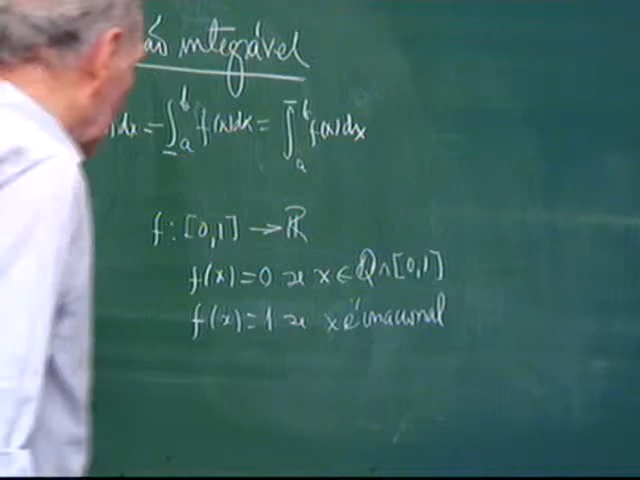 ão integrável
dx = ∫_a^b f(x)dx = ∫̅_a^b f(x)dx
f : [0,1] → ℝ
f(x) = 0 se x ∈ ℚ ∩ [0,1]
f(x) = 1 se x é irracional